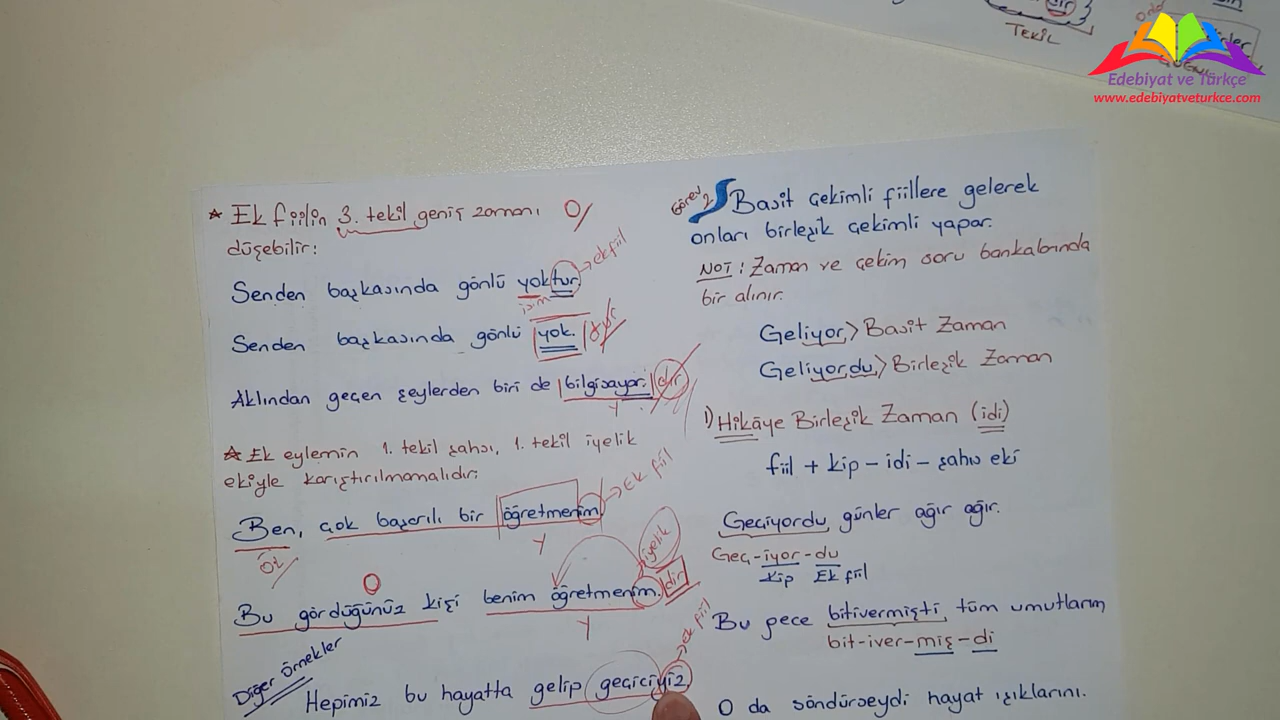 TEKİL
Edebiyat ve Türkçe
www.edebiyatveturkce.com
★ Ek fiilin 3. tekil geniş zamanı O
düşebilir:
Senden başkasında gönlü yoktur. → ek fiil
isim
Senden başkasında gönlü yok. tur
Aklından geçen şeylerden biri de bilgisayar. dır
Y
★ Ek eylemin 1. tekil şahsı, 1. tekil iyelik
ekiyle karıştırılmamalıdır:
Ben, çok başarılı bir öğretmenim. → Ek fiil
Öz Y
O iyelik
Bu gördüğünüz kişi benim öğretmenim. dir
Y
Diğer Örnekler
Hepimiz bu hayatta gelip geçiciyiz → ek fiil
Görev 2 Basit çekimli fiillere gelerek
onları birleşik çekimli yapar.
NOT: Zaman ve çekim soru bankalarında
bir alınır.
Geliyor > Basit Zaman
Geliyordu > Birleşik Zaman
1) Hikâye Birleşik Zaman (idi)
fiil + kip - idi - şahıs eki
Geçiyordu günler ağır ağır.
Geç-iyor-du
Kip Ek fiil
Bu gece bitivermişti tüm umutlarım
bit-iver-miş-di
O da söndürseydi hayat ışıklarını.